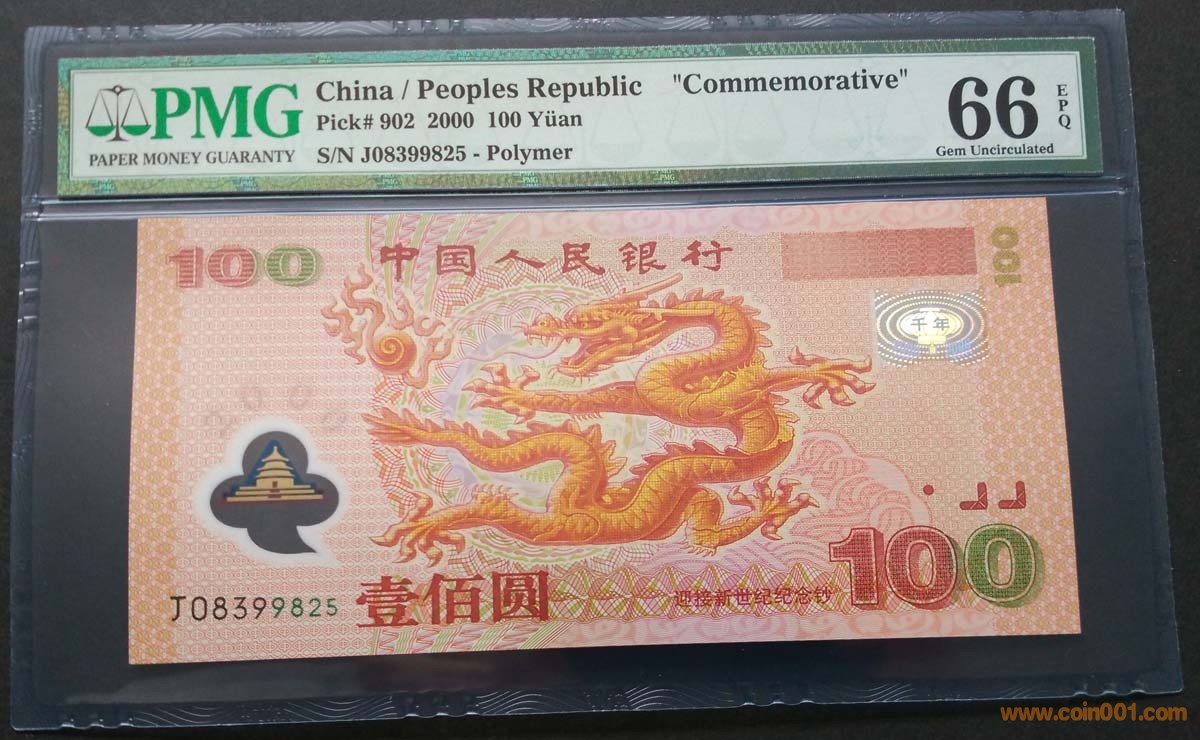 PMG
PAPER MONEY GUARANTY
China / Peoples Republic "Commemorative"
Pick# 902 2000 100 Yüan
S/N J08399825 - Polymer
66
EPQ
Gem Uncirculated
100
中国人民银行
100
千年
J08399825
壹佰圆
迎接新世纪纪念钞
100
www.coin001.com